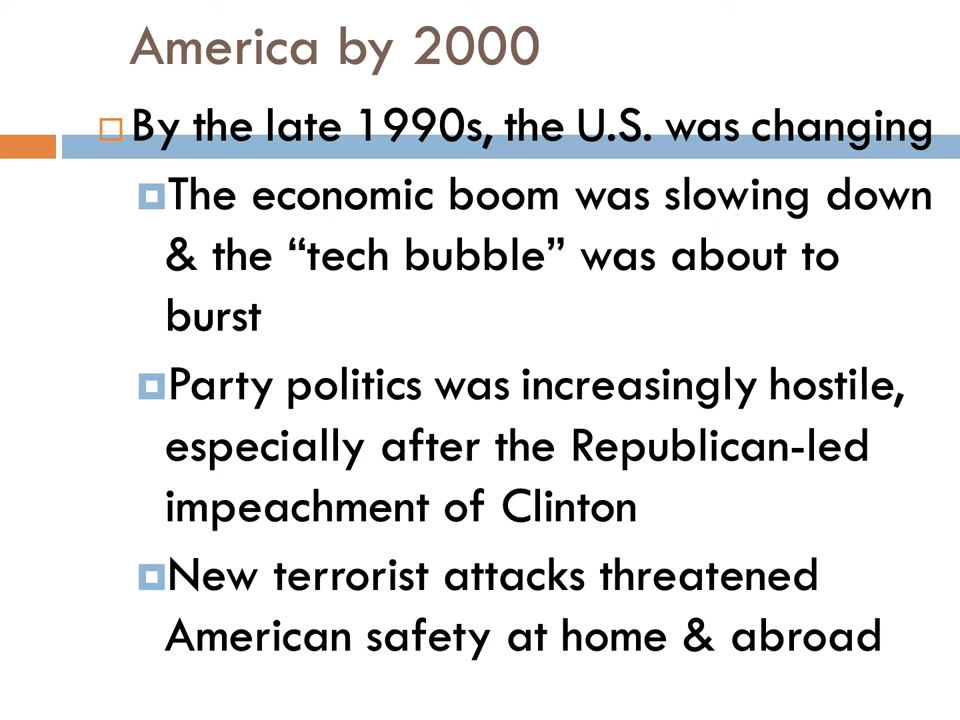 America by 2000
By the late 1990s, the U.S. was changing
The economic boom was slowing down
& the “tech bubble” was about to
burst
Party politics was increasingly hostile,
especially after the Republican-led
impeachment of Clinton
New terrorist attacks threatened
American safety at home & abroad